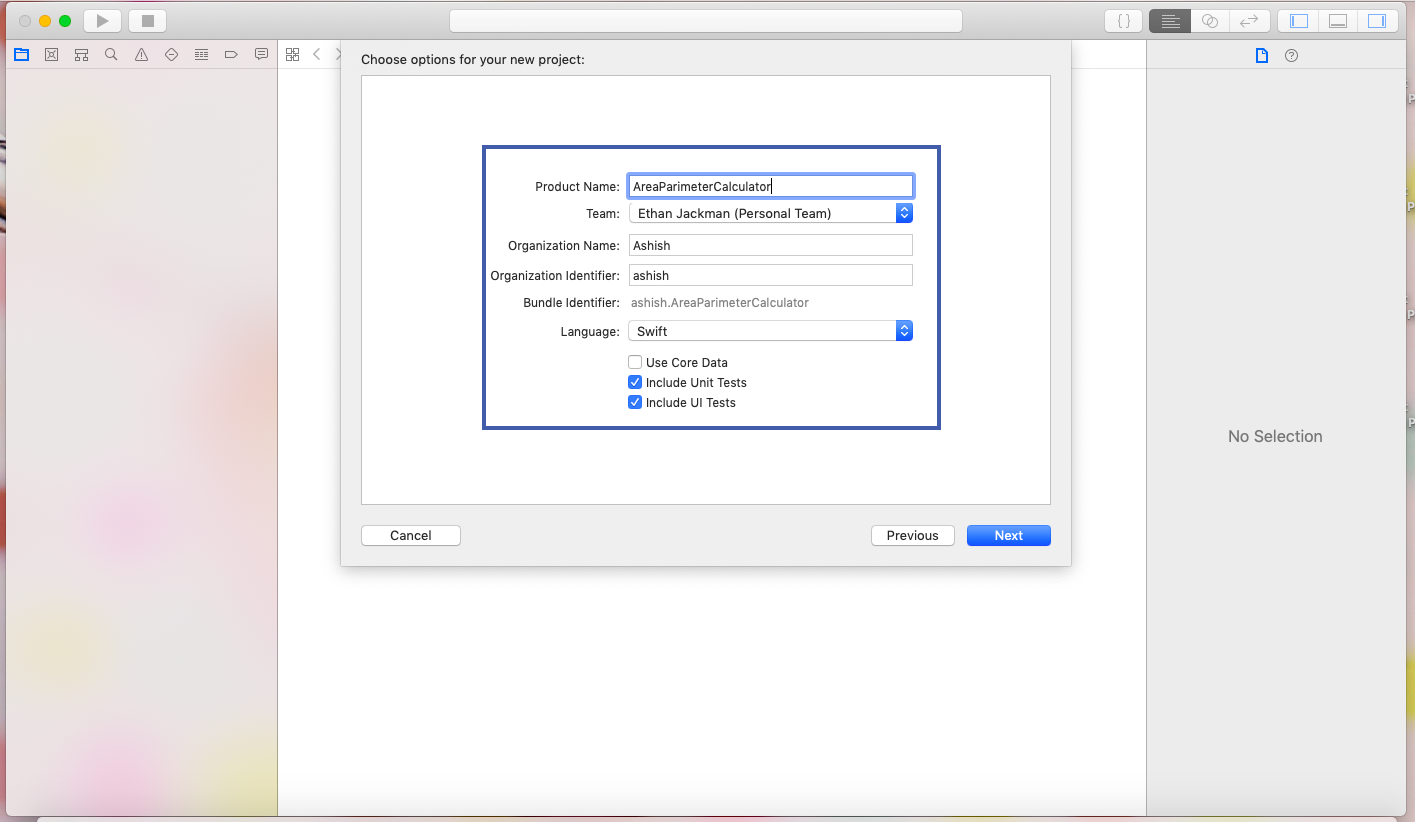 { }
Choose options for your new project:
Product Name: AreaParimeterCalculator
Team: Ethan Jackman (Personal Team)
Organization Name: Ashish
Organization Identifier: ashish
Bundle Identifier: ashish.AreaParimeterCalculator
Language: Swift
Use Core Data
Include Unit Tests
Include UI Tests
No Selection
Cancel
Previous
Next